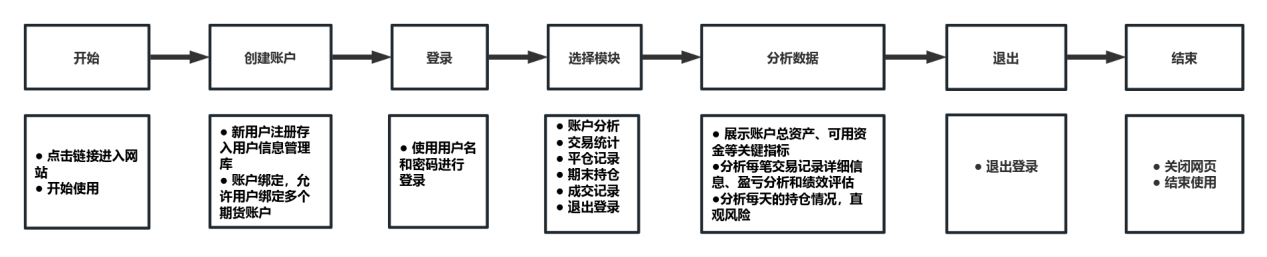 开始
创建账户
登录
选择模块
分析数据
退出
结束
● 点击链接进入网
站
● 开始使用
● 新用户注册存
入用户信息管理
库
● 账户绑定，允
许用户绑定多个
期货账户
● 使用用户名
和密码进行
登录
● 账户分析
● 交易统计
● 平仓记录
● 期末持仓
● 成交记录
● 退出登录
● 展示账户总资产、可用资
金等关键指标
●分析每笔交易记录详细信
息、盈亏分析和绩效评估
●分析每天的持仓情况，直
观风险
● 退出登录
● 关闭网页
● 结束使用